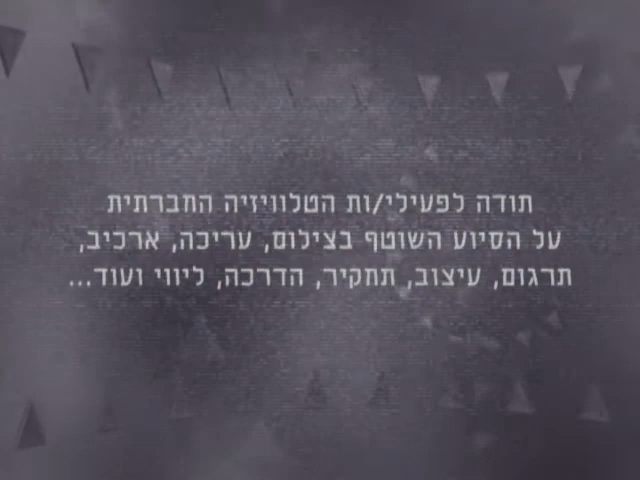 תודה לפעילי/ות הטלוויזיה החברתית
על הסיוע השוטף בצילום, עריכה, ארכיב,
תרגום, עיצוב, תחקיר, הדרכה, ליווי ועוד...